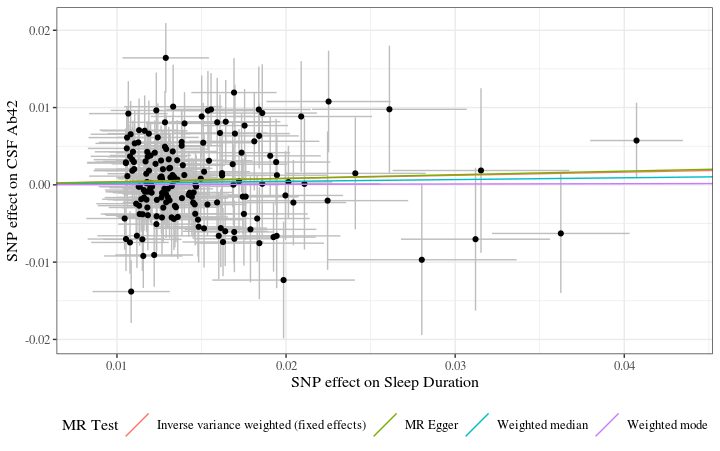 0.02
0.01
0.00
-0.01
-0.02
SNP effect on CSF Ab42
0.01 0.02 0.03 0.04
SNP effect on Sleep Duration
MR Test Inverse variance weighted (fixed effects) MR Egger Weighted median Weighted mode